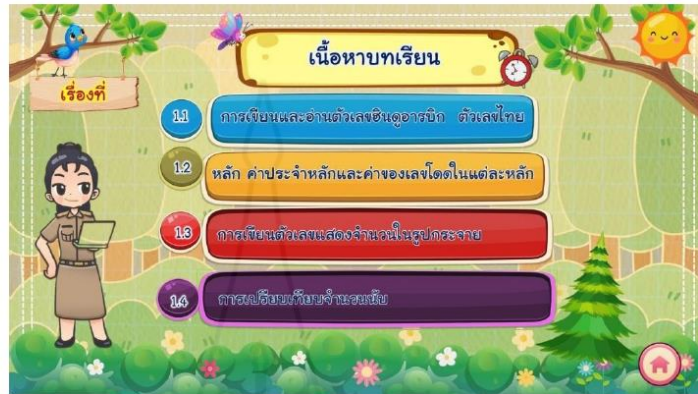 เนื้อหาบทเรียน
เรื่องที่
1.1 การเขียนและอ่านตัวเลขฮินดูอารบิก ตัวเลขไทย
1.2 หลัก ค่าประจำหลักและค่าของเลขโดดในแต่ละหลัก
1.3 การเขียนตัวเลขแสดงจำนวนในรูปกระจาย
1.4 การเปรียบเทียบจำนวนนับ